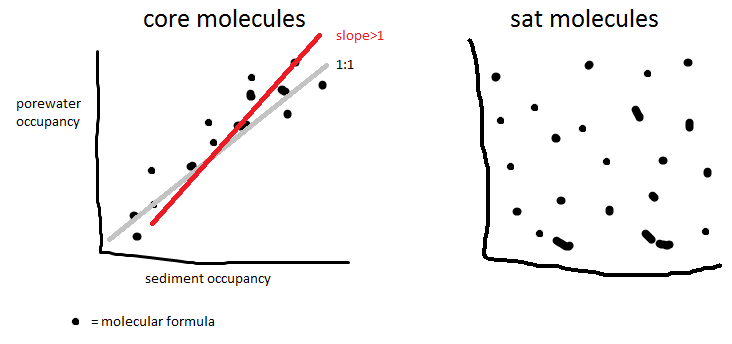 core molecules
sat molecules
slope>1
1:1
porewater
occupancy
sediment occupancy
= molecular formula